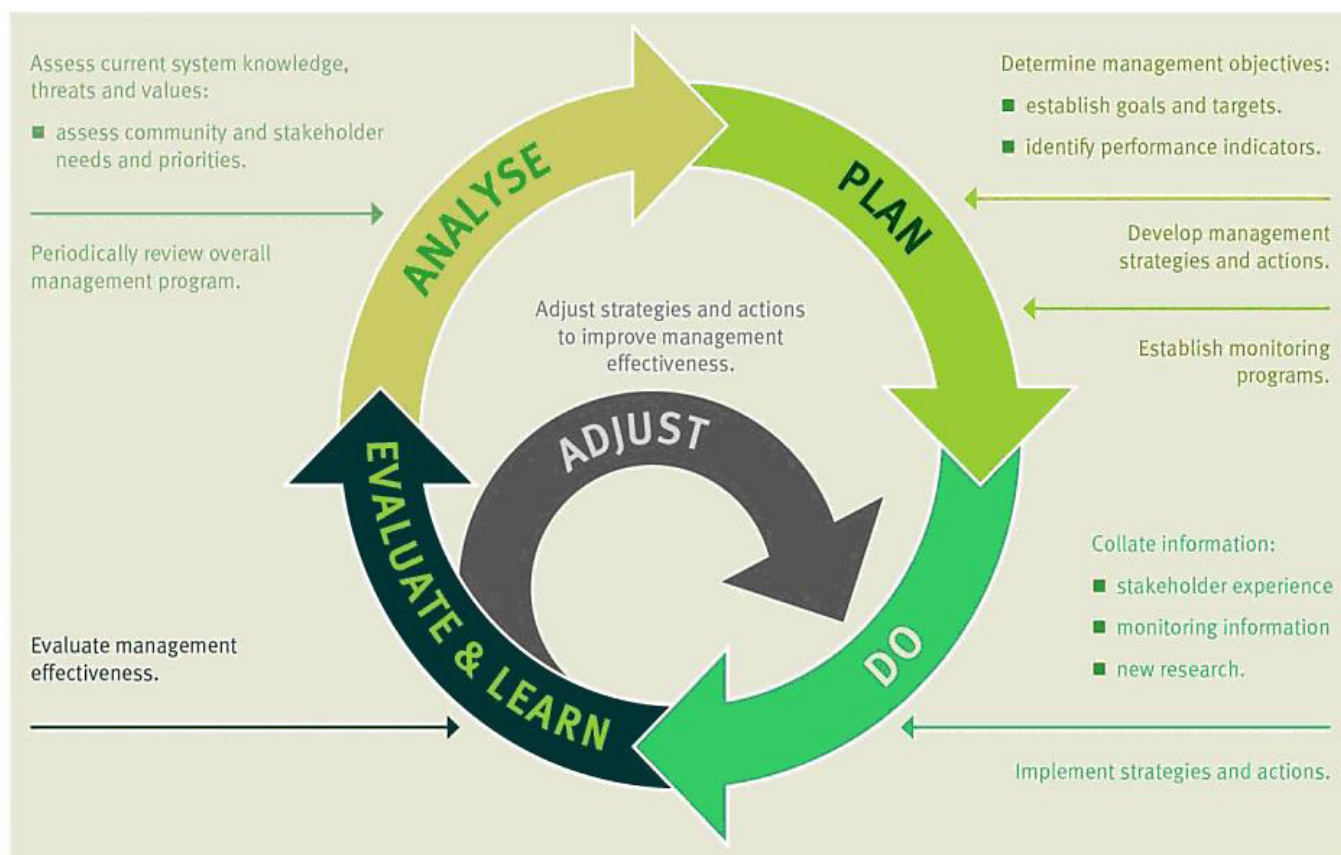 Assess current system knowledge,
threats and values:
■ assess community and stakeholder
needs and priorities.
Periodically review overall
management program.
ANALYSE
PLAN
Determine management objectives:
■ establish goals and targets.
■ identify performance indicators.
Develop management
strategies and actions.
Establish monitoring
programs.
Adjust strategies and actions
to improve management
effectiveness.
ADJUST
EVALUATE & LEARN
DO
Evaluate management
effectiveness.
Collate information:
■ stakeholder experience
■ monitoring information
■ new research.
Implement strategies and actions.